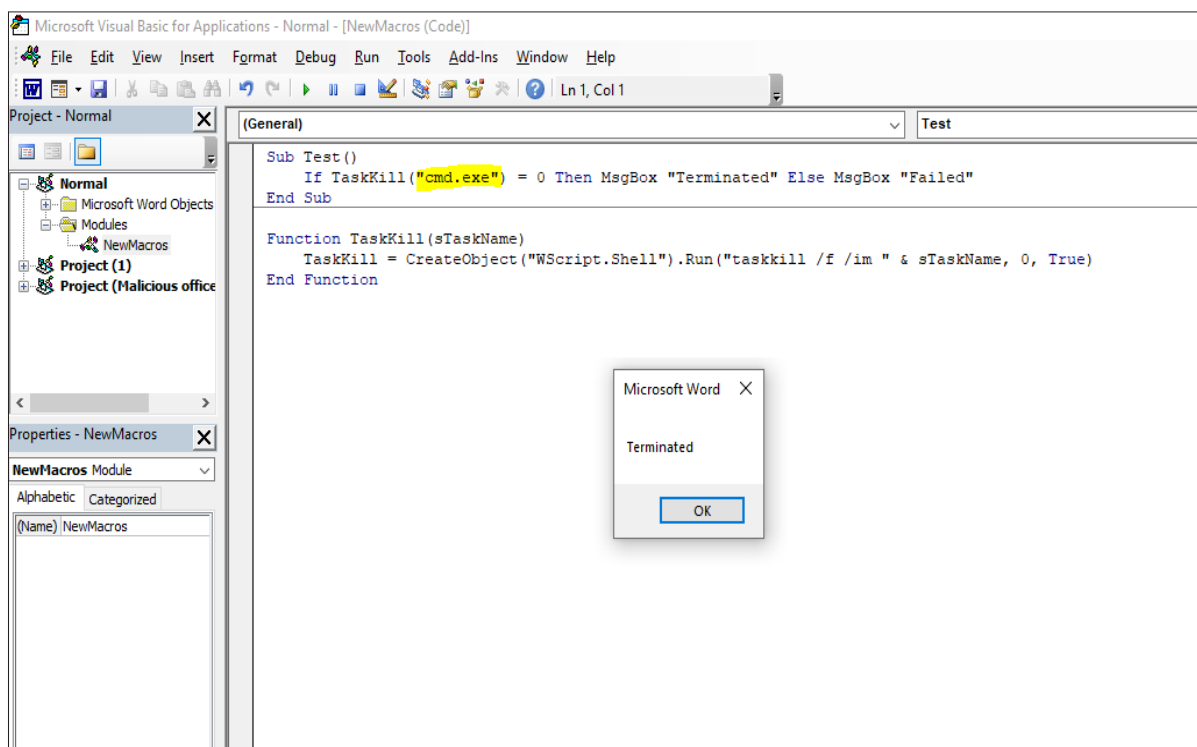 Microsoft Visual Basic for Applications - Normal - [NewMacros (Code)]
File Edit View Insert Format Debug Run Tools Add-Ins Window Help
Ln 1, Col 1
Project - Normal
(General)
Test
Normal
Microsoft Word Objects
Modules
NewMacros
Project (1)
Project (Malicious office
Sub Test()
If TaskKill("cmd.exe") = 0 Then MsgBox "Terminated" Else MsgBox "Failed"
End Sub
Function TaskKill(sTaskName)
TaskKill = CreateObject("WScript.Shell").Run("taskkill /f /im " & sTaskName, 0, True)
End Function
Microsoft Word
Terminated
OK
Properties - NewMacros
NewMacros Module
Alphabetic Categorized
(Name) NewMacros